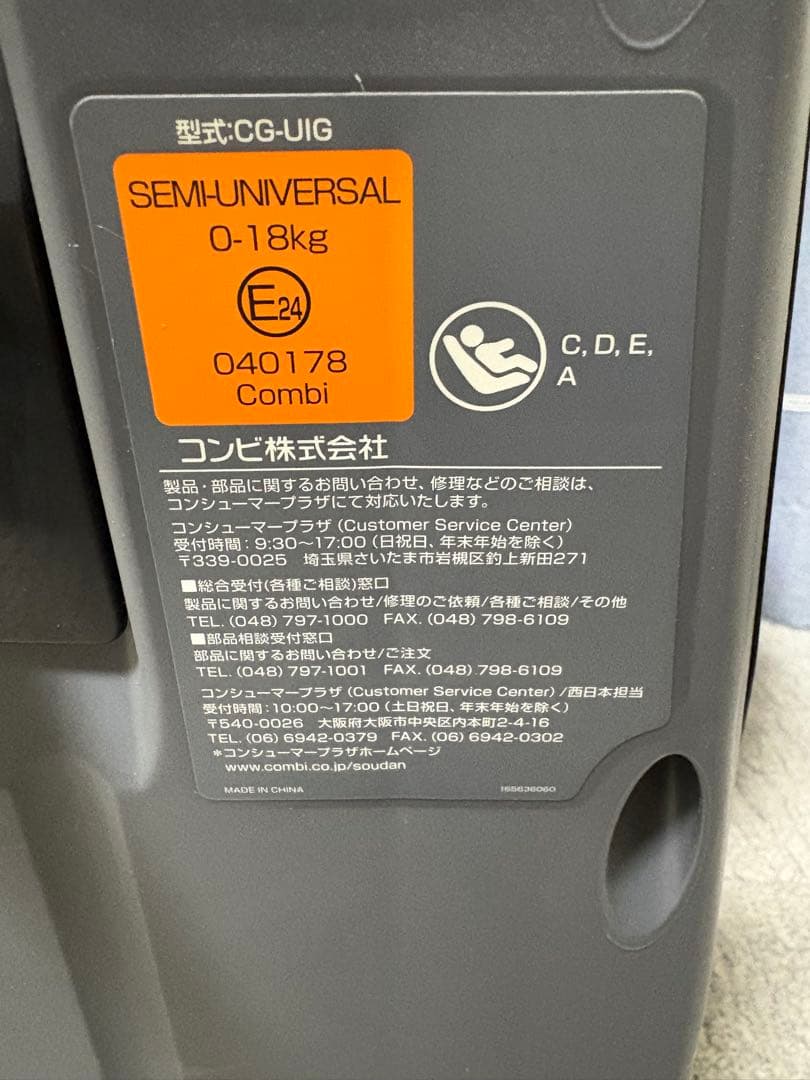 型式:CG-UIG
SEMI-UNIVERSAL
0-18kg
E24
040178
Combi
C, D, E,
A
コンビ株式会社
製品・部品に関するお問い合わせ、修理などのご相談は、
コンシューマープラザにて対応いたします。
コンシューマープラザ (Customer Service Center)
受付時間:9:30〜17:00 (日祝日、年末年始を除く)
〒339-0025 埼玉県さいたま市岩槻区釣上新田271
■総合受付(各種ご相談)窓口
製品に関するお問い合わせ/修理のご依頼/各種ご相談/その他
TEL. (048) 797-1000 FAX. (048) 798-6109
■部品相談受付窓口
部品に関するお問い合わせ/ご注文
TEL. (048) 797-1001 FAX. (048) 798-6109
コンシューマープラザ (Customer Service Center) /西日本担当
受付時間:10:00〜17:00 (土日祝日、年末年始を除く)
〒540-0026 大阪府大阪市中央区内本町2-4-16
TEL. (06) 6942-0379 FAX. (06) 6942-0302
*コンシューマープラザホームページ
www.combi.co.jp/soudan
MADE IN CHINA 165636060